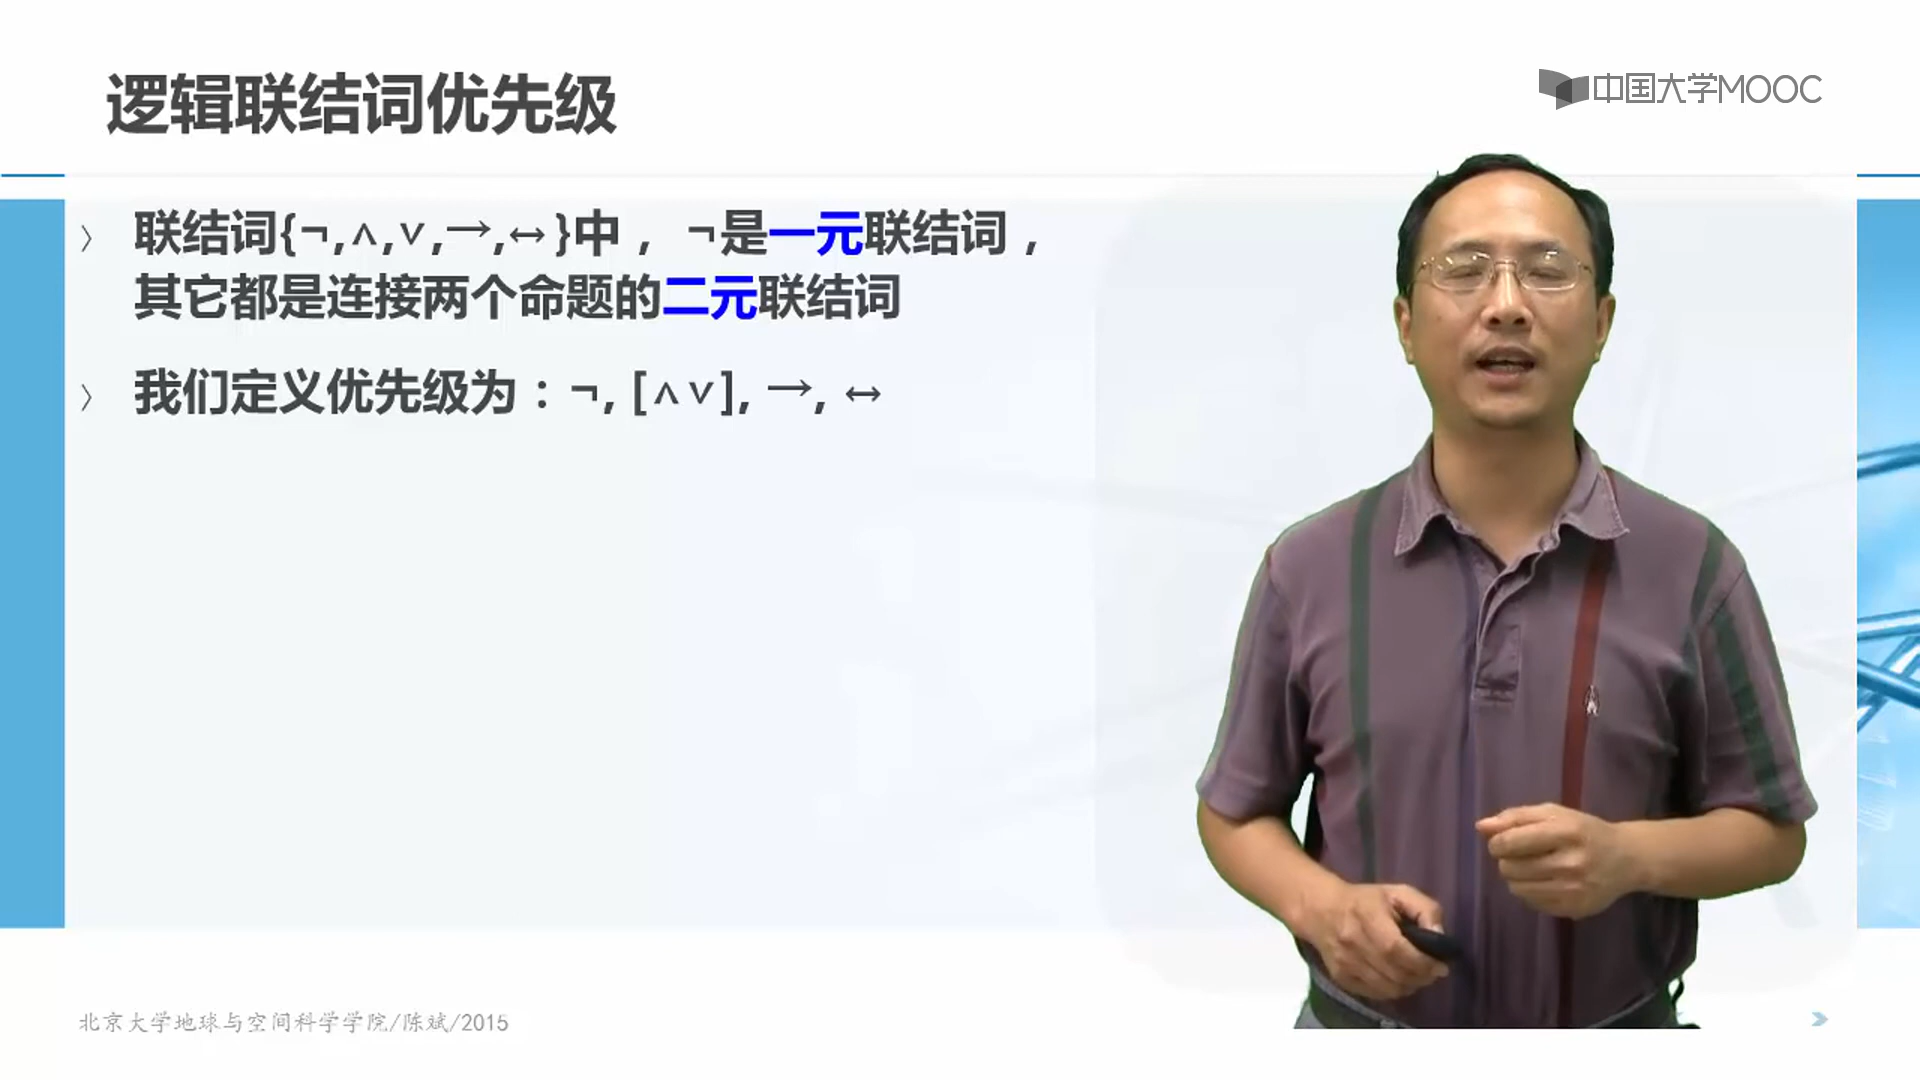 逻辑联结词优先级
中国大学MOOC
联结词{¬,∧,∨,→,↔}中，¬是一元联结词，
其它都是连接两个命题的二元联结词
我们定义优先级为：¬, [∧∨], →, ↔
北京大学地球与空间科学学院/陈斌/2015